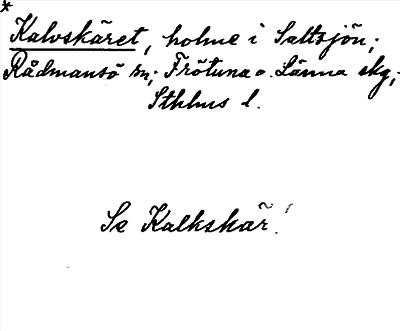 *
Kalvskäret, holme i Saltsjön;
Rådmansö sn; Frötuna o. Länna skg;
Sthlms l.
Se Kalkskär!